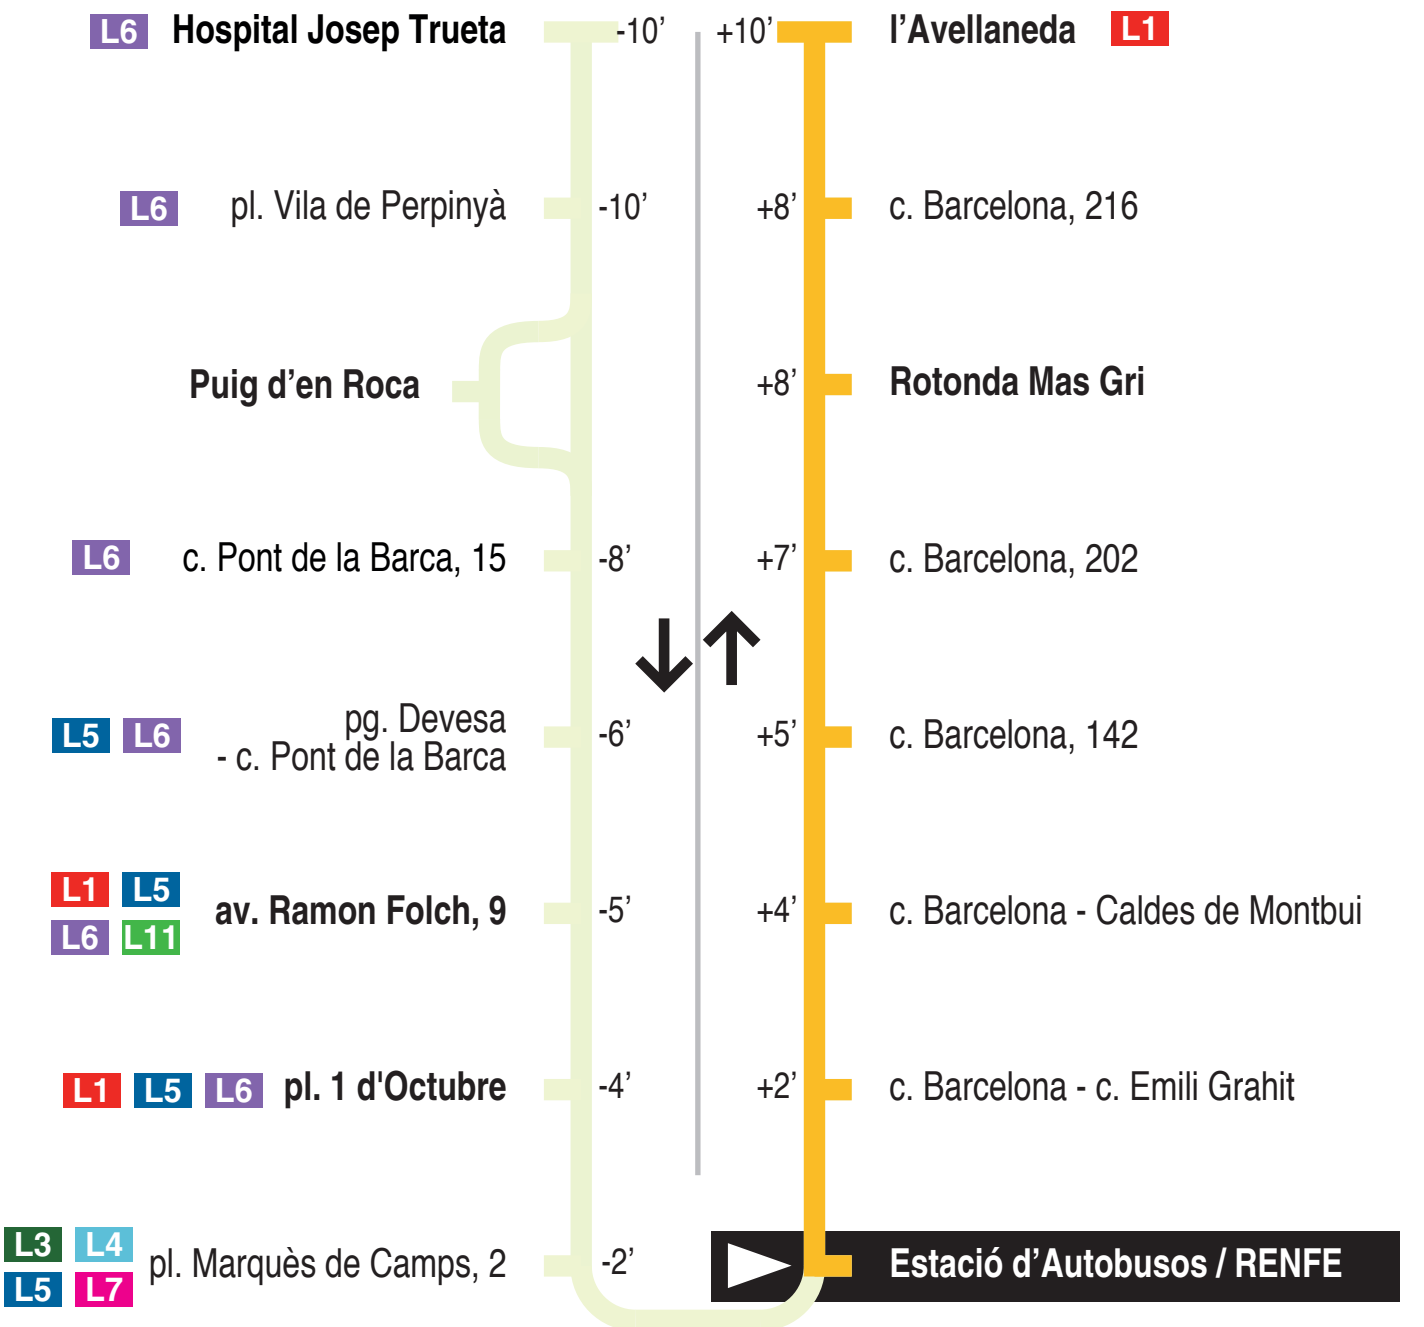 L6 Hospital Josep Trueta -10’
L6 pl. Vila de Perpinyà -10’
Puig d’en Roca
L6 c. Pont de la Barca, 15 -8’
L5 L6 pg. Devesa
- c. Pont de la Barca -6’
L1 L5
L6 L11 av. Ramon Folch, 9 -5’
L1 L5 L6 pl. 1 d'Octubre -4’
L3 L4
L5 L7 pl. Marquès de Camps, 2 -2’
+10’ l’Avellaneda L1
+8’ c. Barcelona, 216
+8’ Rotonda Mas Gri
+7’ c. Barcelona, 202
+5’ c. Barcelona, 142
+4’ c. Barcelona - Caldes de Montbui
+2’ c. Barcelona - c. Emili Grahit
Estació d’Autobusos / RENFE